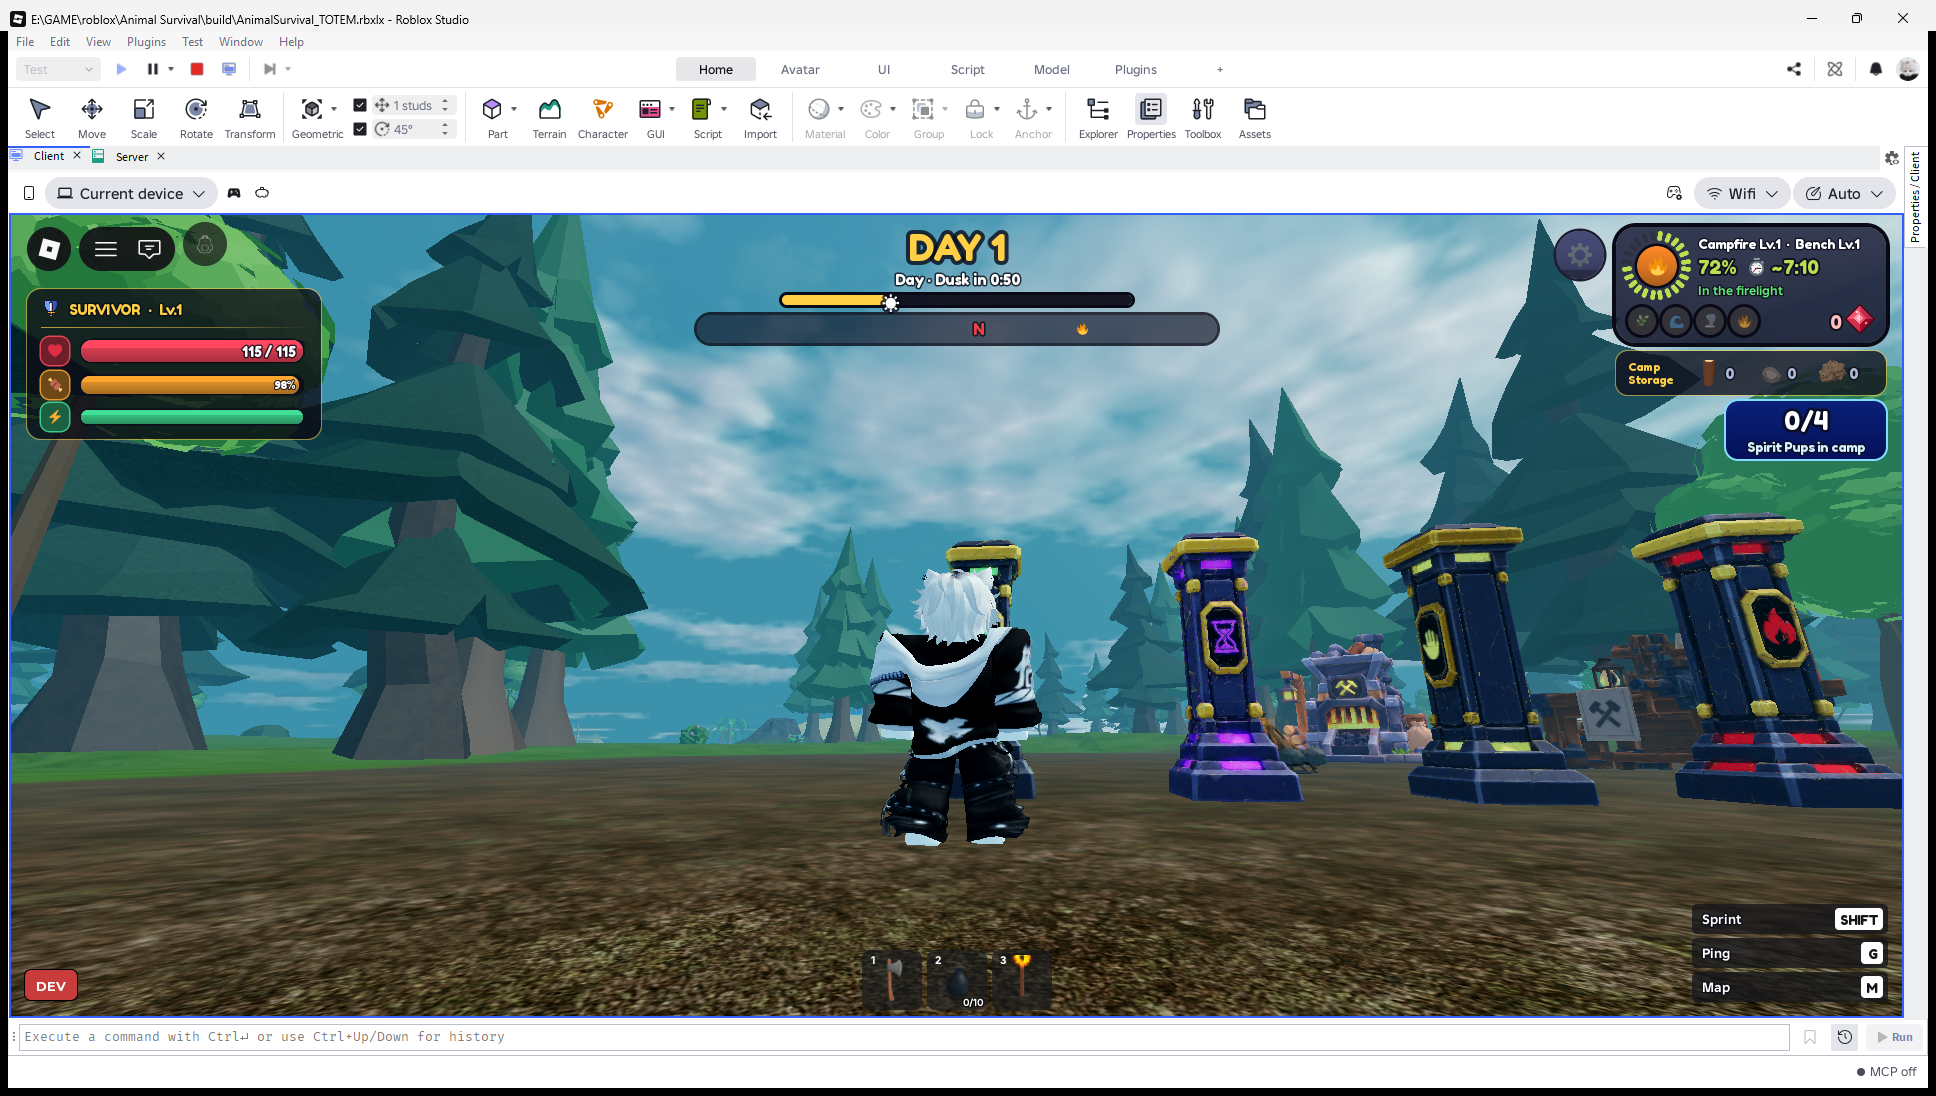 E:\GAME\roblox\Animal Survival\build\AnimalSurvival_TOTEM.rbxlx - Roblox Studio
File Edit View Plugins Test Window Help
Test
Home Avatar UI Script Model Plugins +
1 studs
45°
Select Move Scale Rotate Transform Geometric Part Terrain Character GUI Script Import Material Color Group Lock Anchor Explorer Properties Toolbox Assets
Client Server
Properties / Client
Current device
Wifi Auto
DAY 1
Day · Dusk in 0:50
N
SURVIVOR · Lv.1
115 / 115
98%
Campfire Lv.1 · Bench Lv.1
72% ~7:10
In the firelight
0
Camp Storage 0 0 0
0/4
Spirit Pups in camp
Sprint SHIFT
Ping G
Map M
DEV
1 2 3
0/10
Execute a command with Ctrl↵ or use Ctrl+Up/Down for history
Run
MCP off